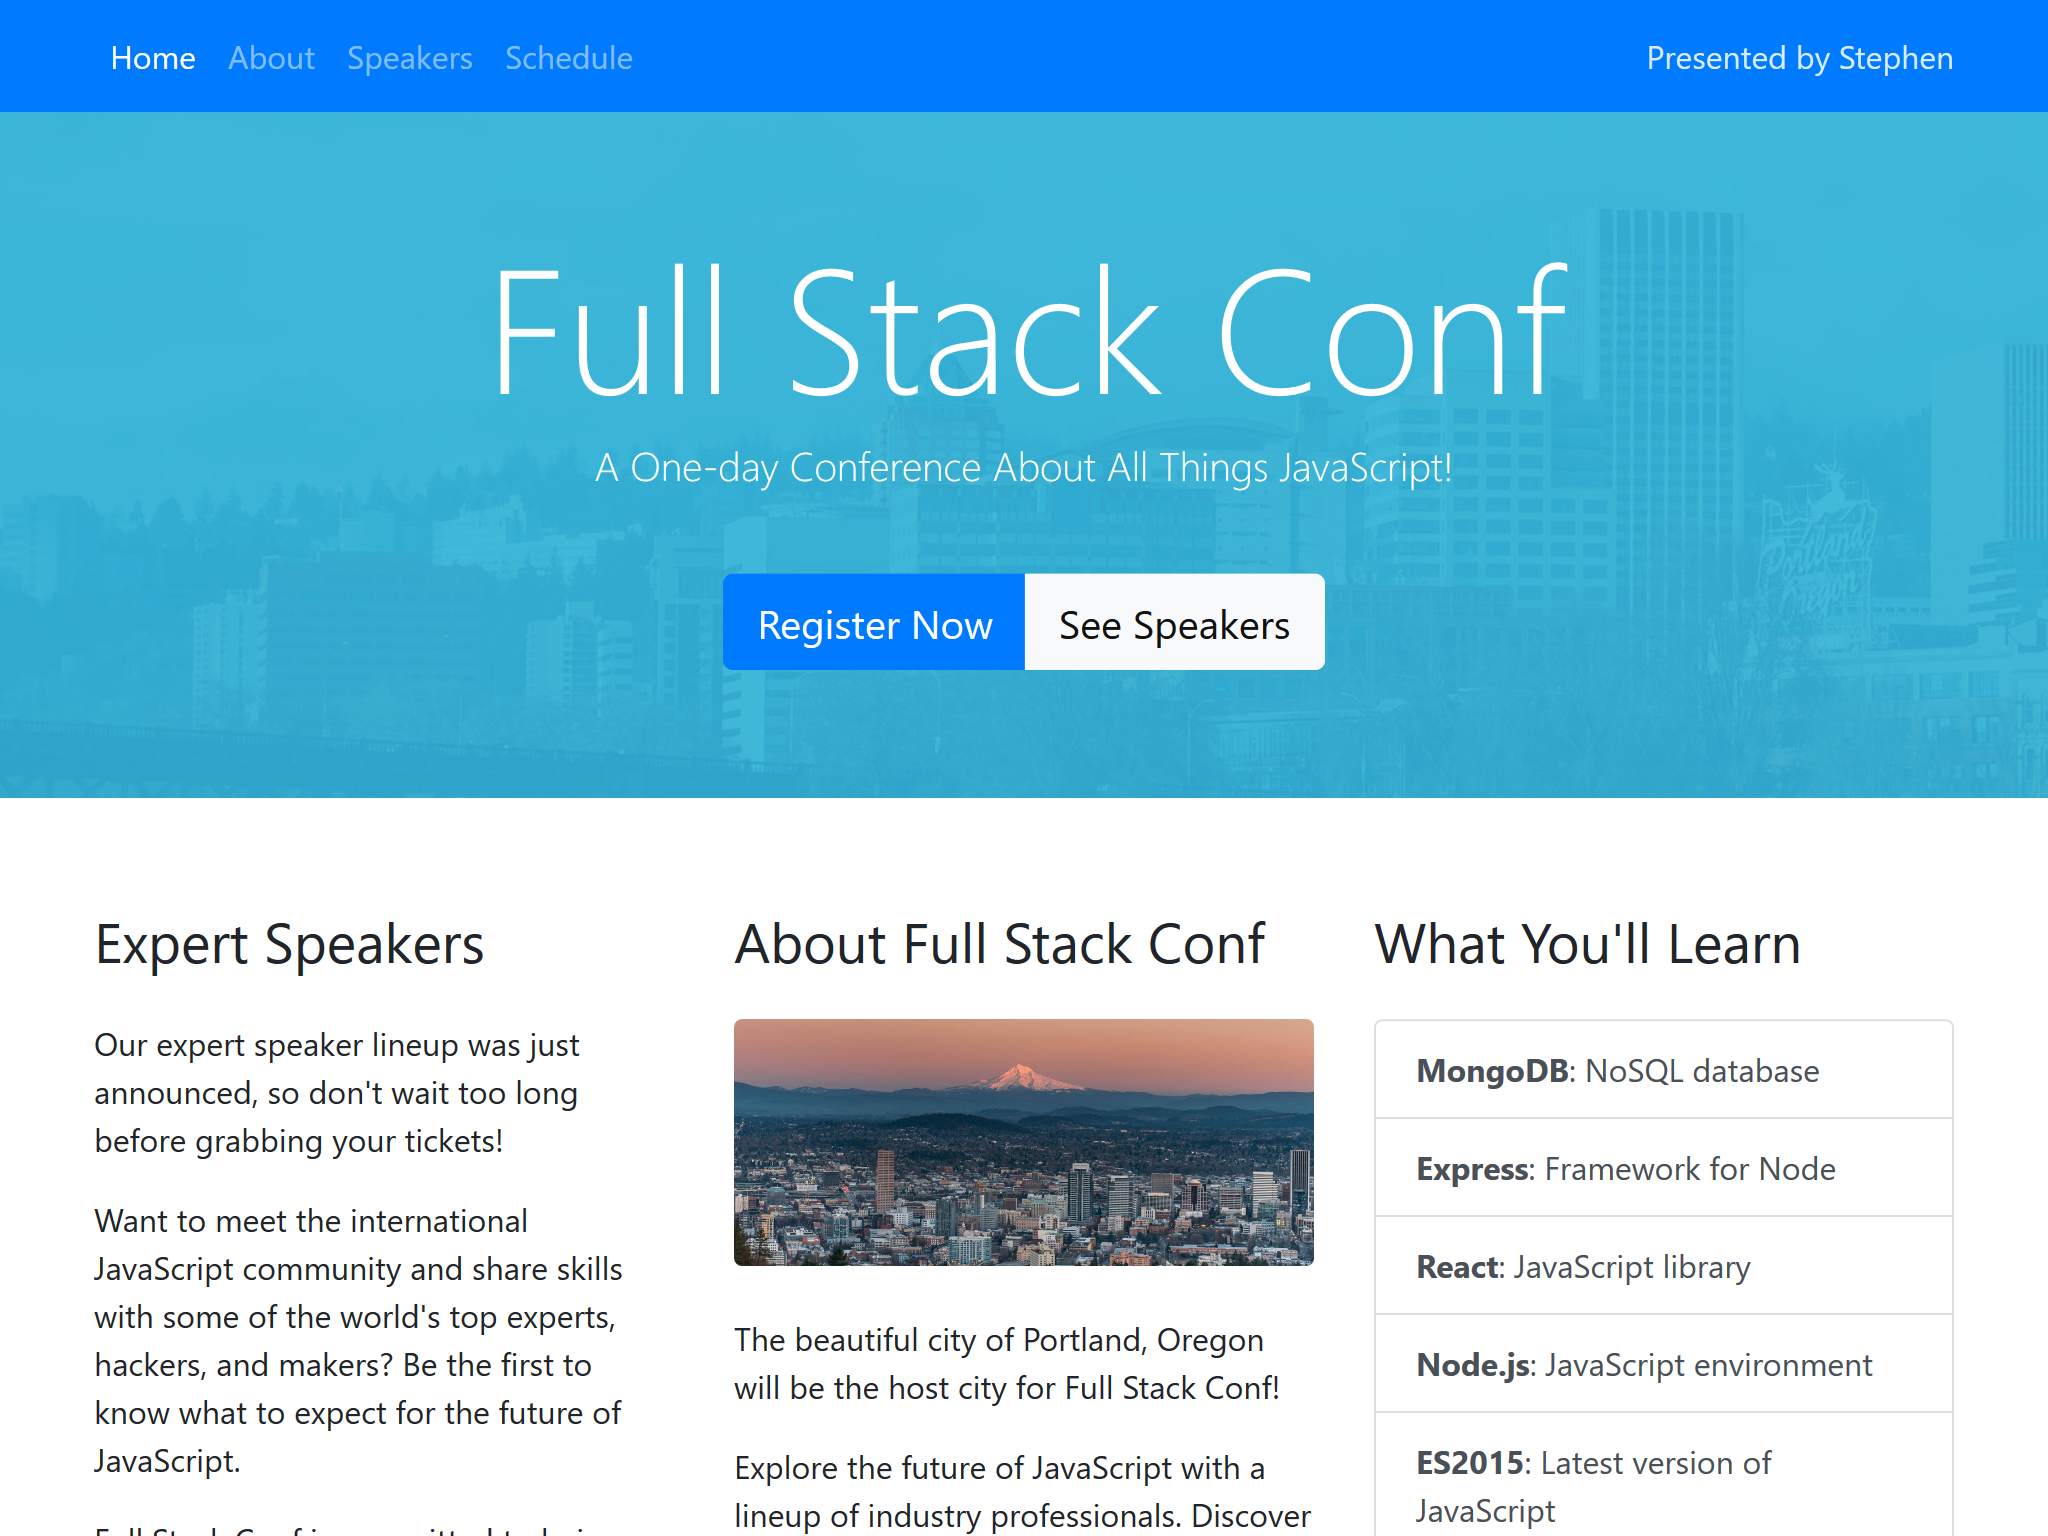 Home About Speakers Schedule
Presented by Stephen
Full Stack Conf
A One-day Conference About All Things JavaScript!
Portland
Oregon
Register Now
See Speakers
Expert Speakers
Our expert speaker lineup was just
announced, so don't wait too long
before grabbing your tickets!
Want to meet the international
JavaScript community and share skills
with some of the world's top experts,
hackers, and makers? Be the first to
know what to expect for the future of
JavaScript.
About Full Stack Conf
The beautiful city of Portland, Oregon
will be the host city for Full Stack Conf!
Explore the future of JavaScript with a
lineup of industry professionals. Discover
What You'll Learn
MongoDB: NoSQL database
Express: Framework for Node
React: JavaScript library
Node.js: JavaScript environment
ES2015: Latest version of
JavaScript